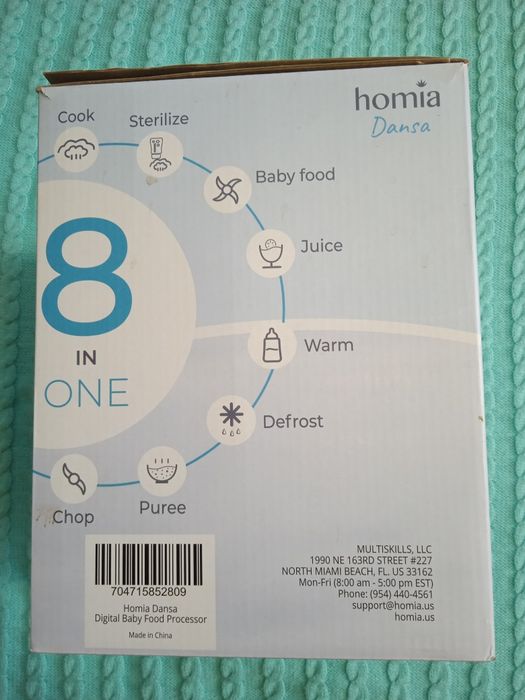 homia
Dansa
Cook
Sterilize
Baby food
Juice
Warm
Defrost
Puree
Chop
8
IN
ONE
704715852809
Homia Dansa
Digital Baby Food Processor
Made in China
MULTISKILLS, LLC
1990 NE 163RD STREET #227
NORTH MIAMI BEACH, FL. US 33162
Mon-Fri (8:00 am - 5:00 pm EST)
Phone: (954) 440-4561
support@homia.us
homia.us